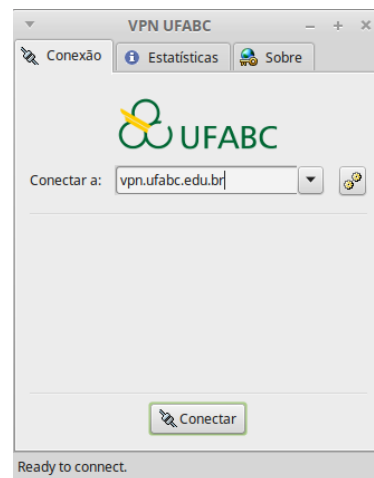 VPN UFABC
Conexão Estatísticas Sobre
UFABC
Conectar a: vpn.ufabc.edu.br
Conectar
Ready to connect.